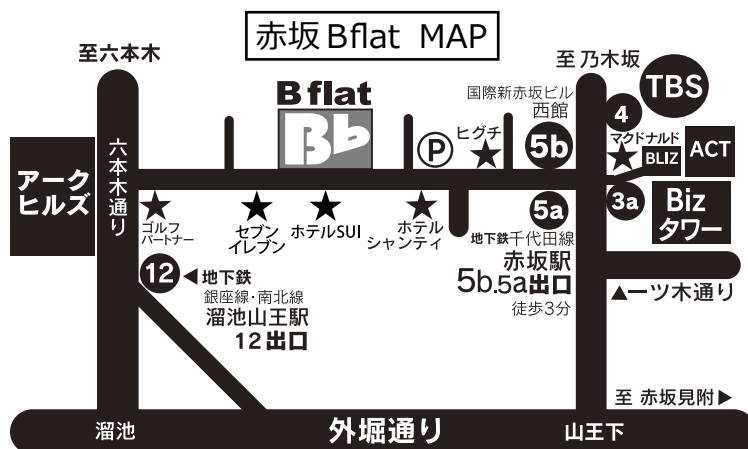 赤坂 Bflat MAP
至六本木
至 乃木坂
TBS
B flat
Bb
国際新赤坂ビル
西館
4
マクドナルド
BLIZ
ACT
六本木通り
P
ヒグチ
5b
アーク
ヒルズ
5a
3a
Biz
タワー
ゴルフ
パートナー
セブン
イレブン
ホテルSUI
ホテル
シャンティ
地下鉄千代田線
赤坂駅
5b.5a出口
徒歩3分
12
◀地下鉄
銀座線・南北線
溜池山王駅
12出口
▲一ツ木通り
至 赤坂見附▶
溜池
外堀通り
山王下